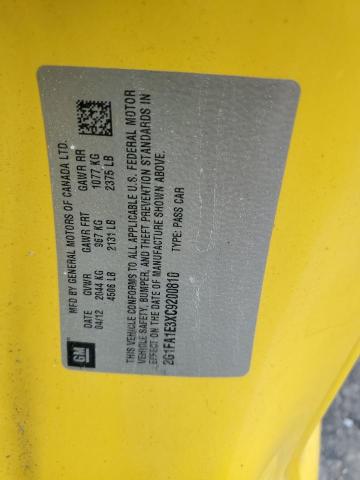 GM
MFD BY GENERAL MOTORS OF CANADA LTD.
DATE GVWR GAWR FRT GAWR RR
04/12 2044 KG 967 KG 1077 KG
4506 LB 2131 LB 2375 LB
THIS VEHICLE CONFORMS TO ALL APPLICABLE U.S. FEDERAL MOTOR
VEHICLE SAFETY, BUMPER, AND THEFT PREVENTION STANDARDS IN
EFFECT ON THE DATE OF MANUFACTURE SHOWN ABOVE.
2G1FA1E3XC9200810 TYPE: PASS CAR